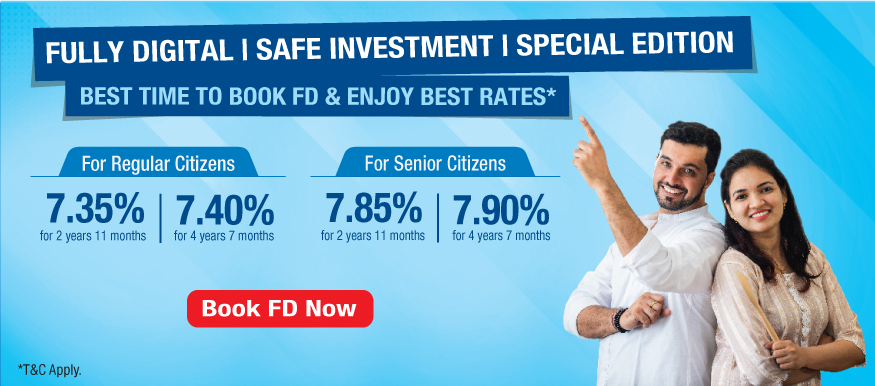 FULLY DIGITAL | SAFE INVESTMENT | SPECIAL EDITION
BEST TIME TO BOOK FD & ENJOY BEST RATES*
For Regular Citizens
7.35% | 7.40%
for 2 years 11 months for 4 years 7 months
For Senior Citizens
7.85% | 7.90%
for 2 years 11 months for 4 years 7 months
Book FD Now
*T&C Apply.